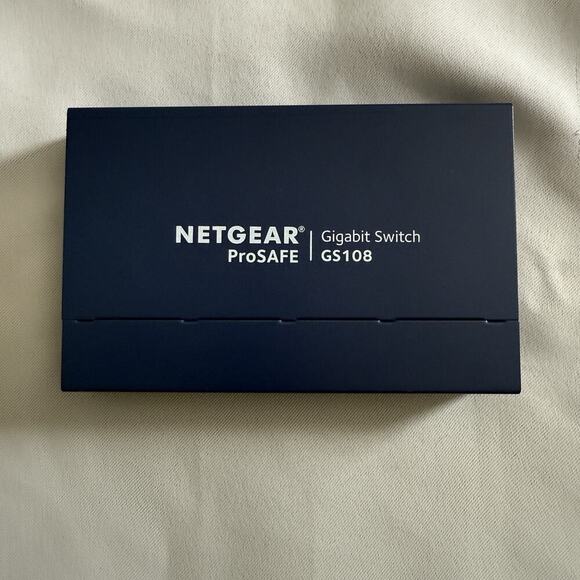 NETGEAR® | Gigabit Switch
ProSAFE | GS108